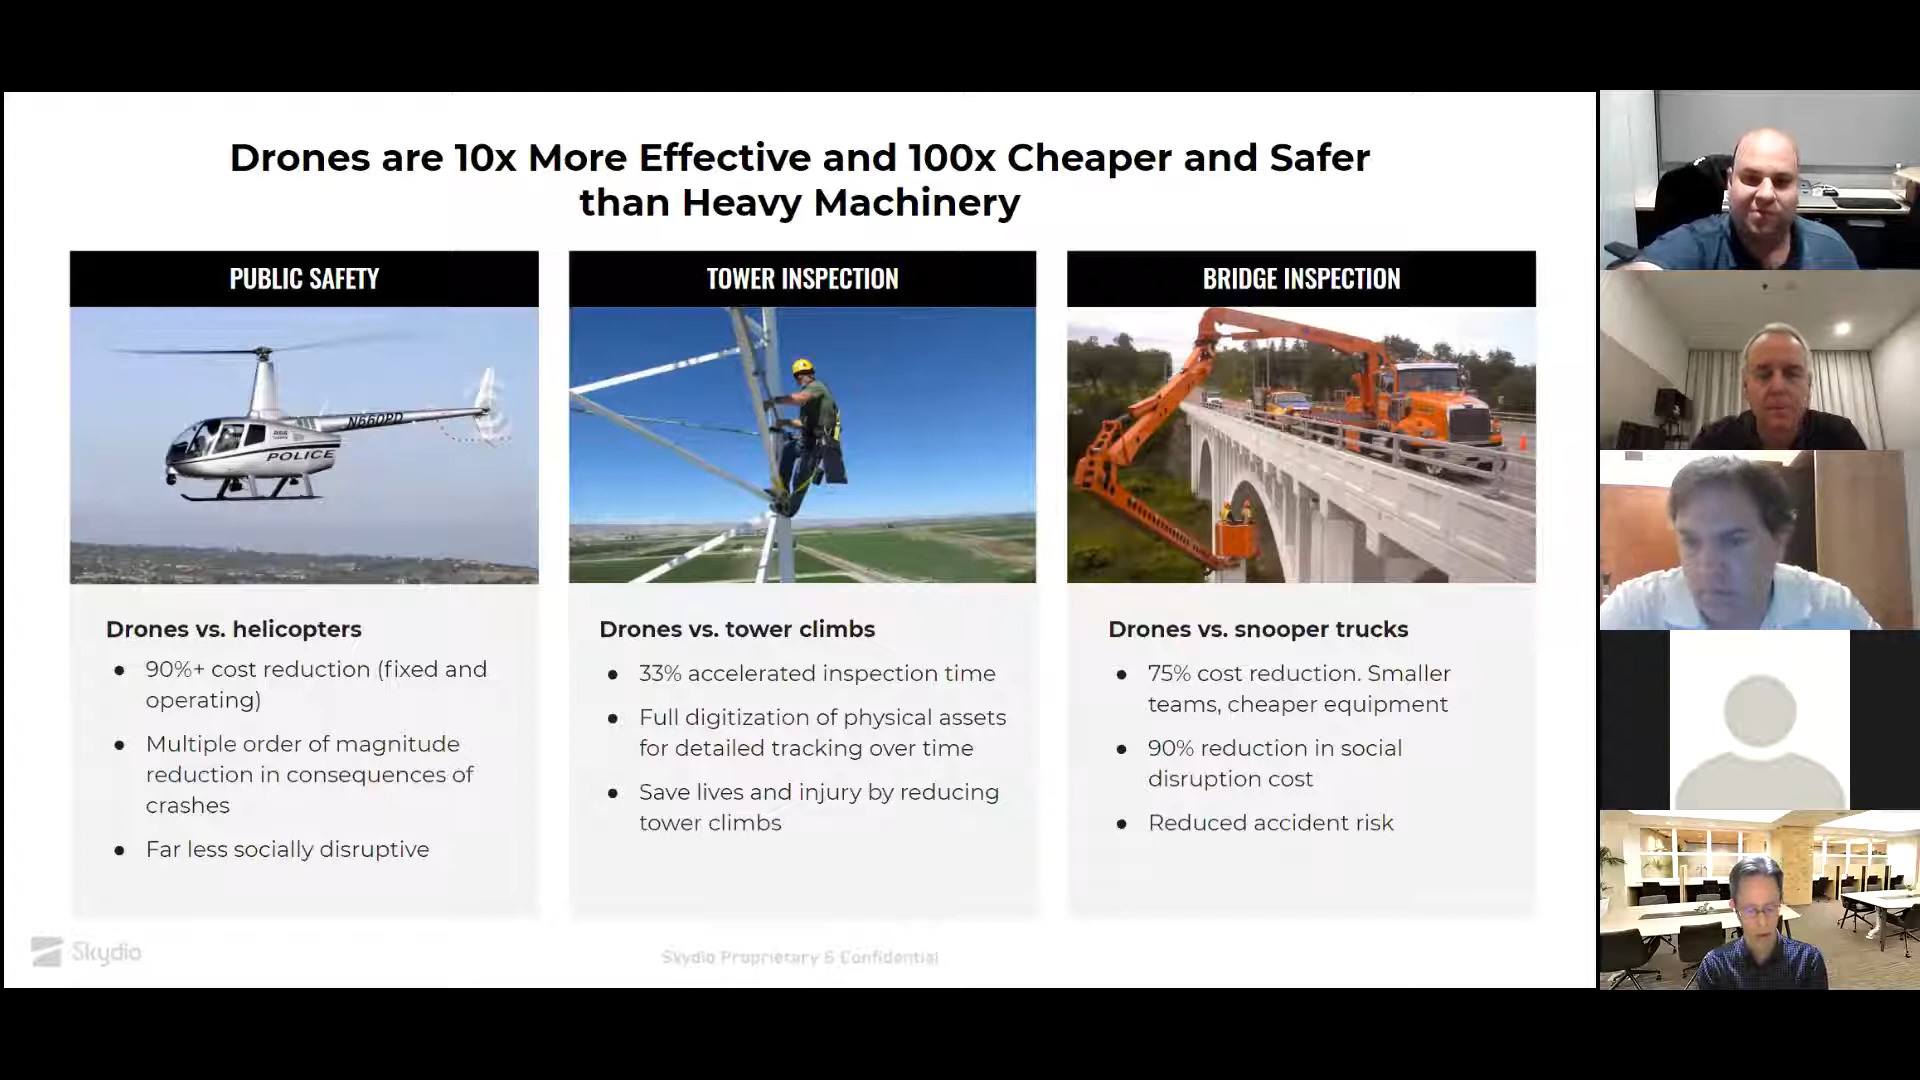 Drones are 10x More Effective and 100x Cheaper and Safer
than Heavy Machinery
PUBLIC SAFETY
N660PD
POLICE
Drones vs. helicopters
● 90%+ cost reduction (fixed and
operating)
● Multiple order of magnitude
reduction in consequences of
crashes
● Far less socially disruptive
TOWER INSPECTION
Drones vs. tower climbs
● 33% accelerated inspection time
● Full digitization of physical assets
for detailed tracking over time
● Save lives and injury by reducing
tower climbs
BRIDGE INSPECTION
Drones vs. snooper trucks
● 75% cost reduction. Smaller
teams, cheaper equipment
● 90% reduction in social
disruption cost
● Reduced accident risk
Skydio
Skydio Proprietary & Confidential